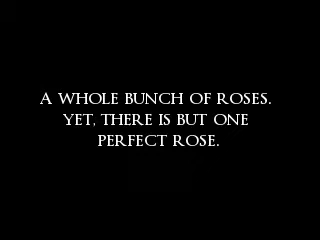 A WHOLE BUNCH OF ROSES.
YET, THERE IS BUT ONE
PERFECT ROSE.